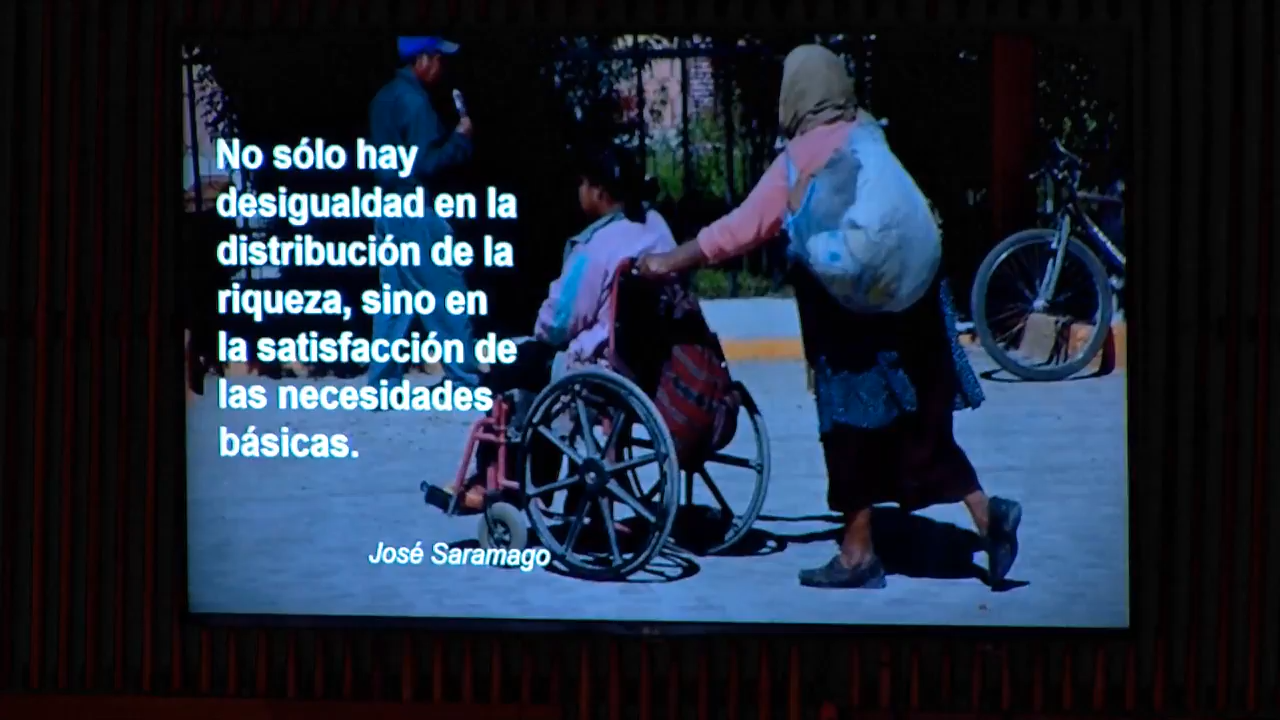 No sólo hay
desigualdad en la
distribución de la
riqueza, sino en
la satisfacción de
las necesidades
básicas.
José Saramago